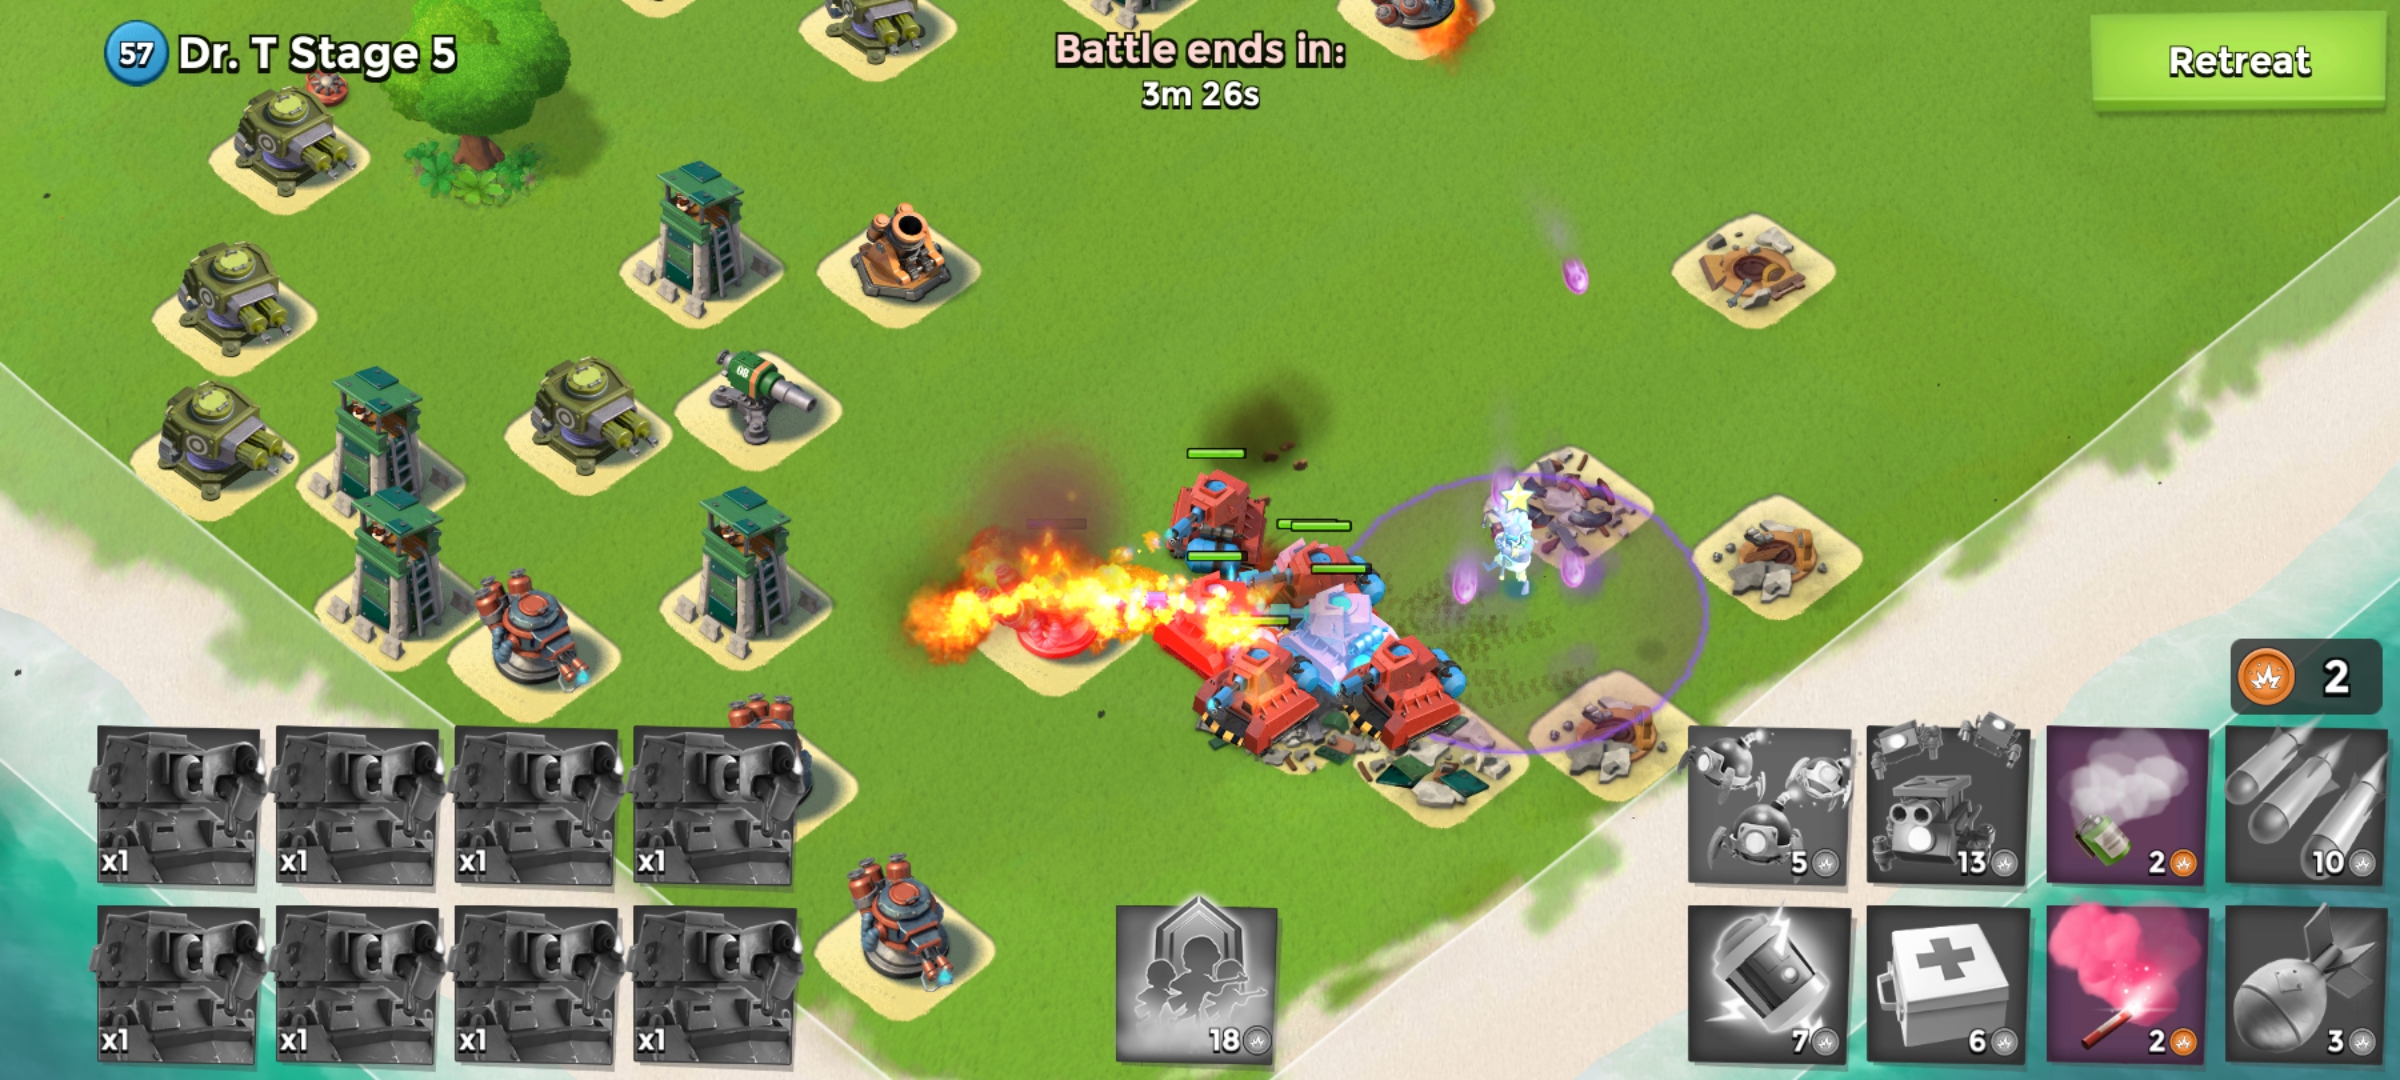 57 Dr. T Stage 5
Battle ends in:
3m 26s
Retreat
08
2
x1 x1 x1 x1
5 13 2 10
x1 x1 x1 x1
18
7 6 2 3